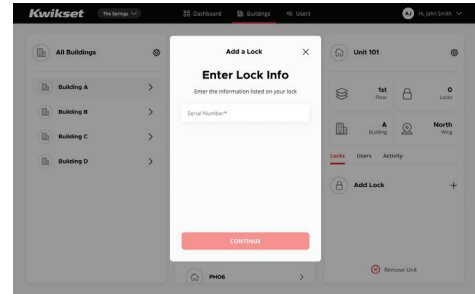 Kwikset
The Springs
Dashboard
Buildings
Users
AJ
Hi, John Smith
All Buildings
Building A
Building B
Building C
Building D
Add a Lock
Enter Lock Info
Enter the information listed on your lock
Serial Number*
CONTINUE
PH06
Unit 101
1st
Floor
0
Locks
A
Building
North
Wing
Locks Users Activity
Add Lock
Remove Unit